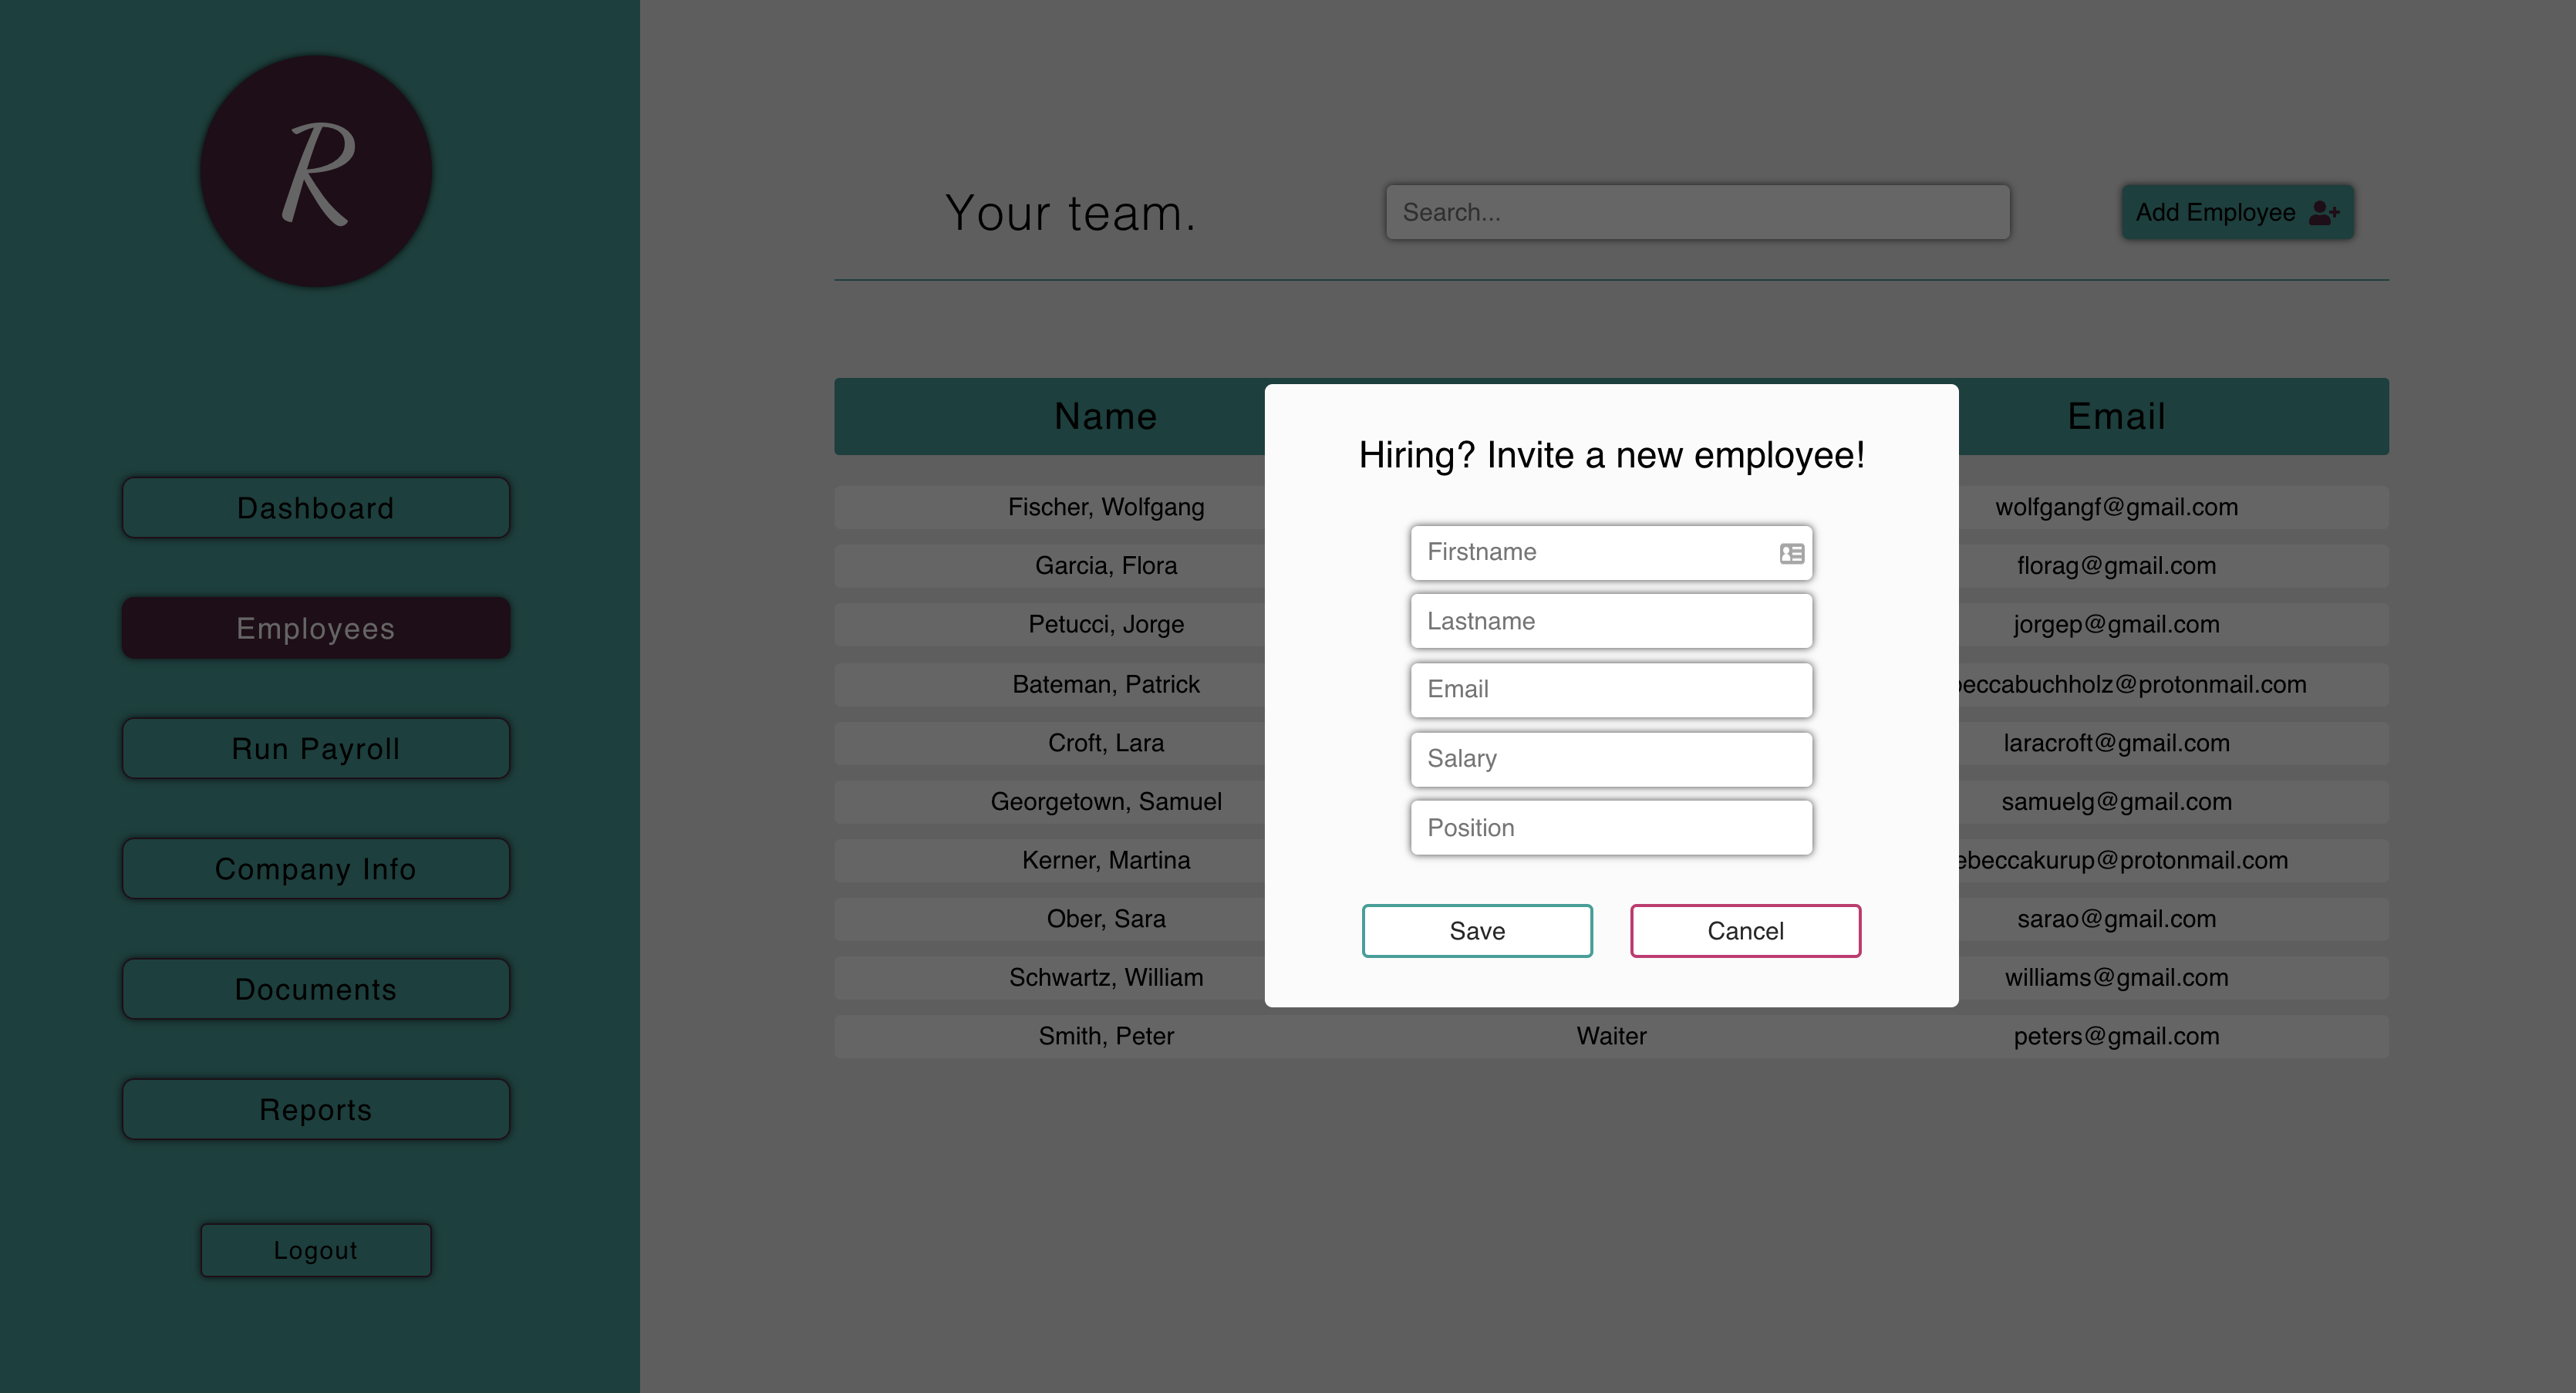 R
Dashboard
Employees
Run Payroll
Company Info
Documents
Reports
Logout
Your team.
Search...
Add Employee
Name
Email
Fischer, Wolfgang
wolfgangf@gmail.com
Garcia, Flora
florag@gmail.com
Petucci, Jorge
jorgep@gmail.com
Bateman, Patrick
eccabuchholz@protonmail.com
Croft, Lara
laracroft@gmail.com
Georgetown, Samuel
samuelg@gmail.com
Kerner, Martina
ebeccakurup@protonmail.com
Ober, Sara
sarao@gmail.com
Schwartz, William
williams@gmail.com
Smith, Peter
Waiter
peters@gmail.com
Hiring? Invite a new employee!
Firstname
Lastname
Email
Salary
Position
Save
Cancel